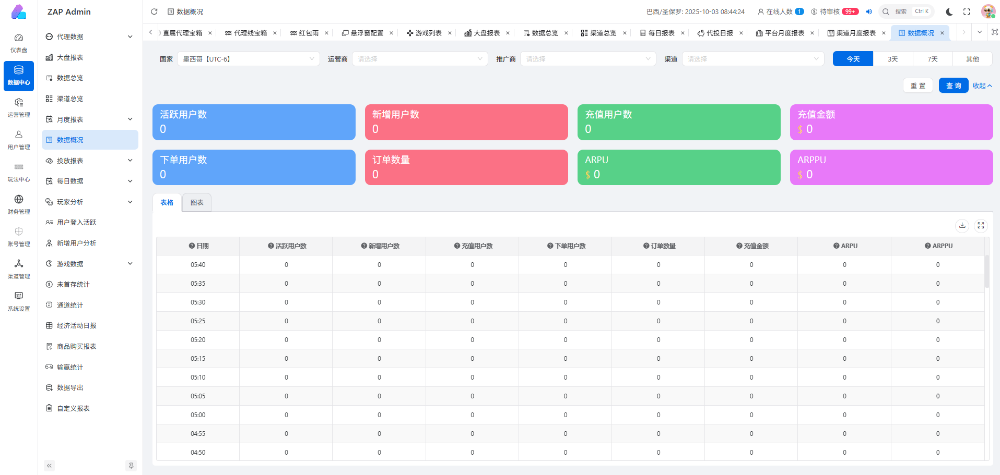 ZAP Admin
数据概况
巴西/圣保罗: 2025-10-03 08:44:24
在线人数 1
待审核 99+
搜索 Ctrl K
直属代理宝箱 × 代理线宝箱 × 红包雨 × 悬浮窗配置 × 游戏列表 × 大盘报表 × 数据总览 × 渠道总览 × 每日报表 × 代投日报 × 平台月度报表 × 渠道月度报表 × 数据概况 ×
仪表盘
数据中心
运营管理
用户管理
玩法中心
财务管理
账号管理
渠道管理
系统设置
代理数据
大盘报表
数据总览
渠道总览
月度报表
数据概况
投放报表
每日数据
玩家分析
用户登入活跃
新增用户分析
游戏数据
未首存统计
通道统计
经济活动日报
商品购买报表
输赢统计
数据导出
自定义报表
国家 墨西哥【UTC-6】 运营商 请选择 推广商 请选择 渠道 请选择 今天 3天 7天 其他
重 置 查 询 收起
活跃用户数 新增用户数 充值用户数 充值金额
0 0 0 $ 0
下单用户数 订单数量 ARPU ARPPU
0 0 $ 0 $ 0
表格 图表
日期 活跃用户数 新增用户数 充值用户数 下单用户数 订单数量 充值金额 ARPU ARPPU
05:40 0 0 0 0 0 0 0 0
05:35 0 0 0 0 0 0 0 0
05:30 0 0 0 0 0 0 0 0
05:25 0 0 0 0 0 0 0 0
05:20 0 0 0 0 0 0 0 0
05:15 0 0 0 0 0 0 0 0
05:10 0 0 0 0 0 0 0 0
05:05 0 0 0 0 0 0 0 0
05:00 0 0 0 0 0 0 0 0
04:55 0 0 0 0 0 0 0 0
04:50 0 0 0 0 0 0 0 0